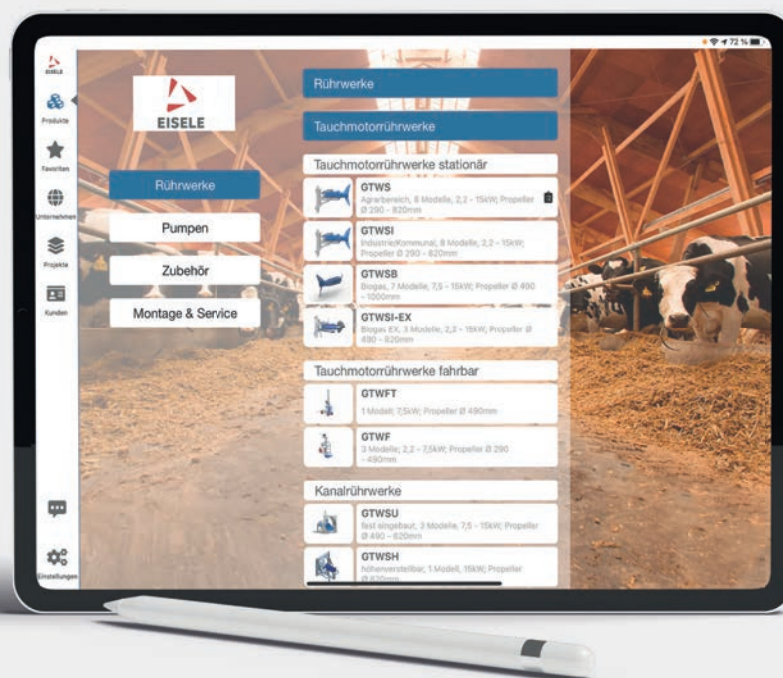 72 %
EISELE
Produkte
Favoriten
Unternehmen
Projekte
Kunden
Einstellungen
EISELE
Rührwerke
Pumpen
Zubehör
Montage & Service
Rührwerke
Tauchmotorrührwerke
Tauchmotorrührwerke stationär
GTWS
Agrarbereich, 8 Modelle, 2,2 - 15kW; Propeller
Ø 290 - 820mm
GTWSI
Industrie/Kommunal, 8 Modelle, 2,2 - 15kW;
Propeller Ø 290 - 820mm
GTWSB
Biogas, 7 Modelle, 7,5 - 15kW; Propeller Ø 490
- 1000mm
GTWSI-EX
Biogas EX, 3 Modelle, 2,2 - 15kW; Propeller Ø
490 - 820mm
Tauchmotorrührwerke fahrbar
GTWFT
1 Modell; 7,5kW; Propeller Ø 490mm
GTWF
3 Modelle; 2,2 - 7,5kW; Propeller Ø 290
- 490mm
Kanalrührwerke
GTWSU
fest eingebaut, 3 Modelle, 7,5 - 15kW; Propeller
Ø 490 - 820mm
GTWSH
höhenverstellbar, 1 Modell, 15kW; Propeller
Ø 820mm